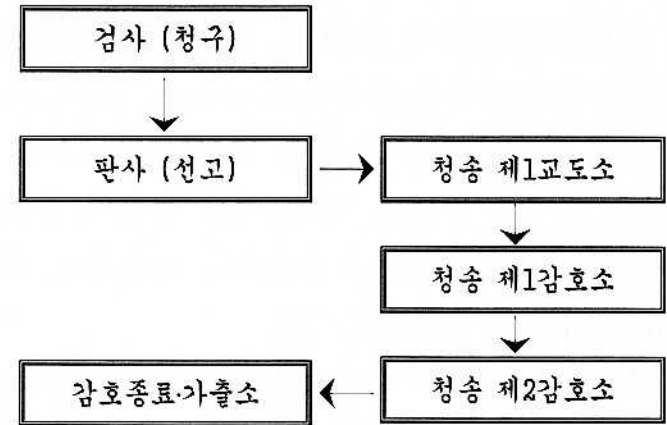 검사 (청구)
판사 (선고)
청송 제1교도소
청송 제1감호소
청송 제2감호소
감호종료·가출소